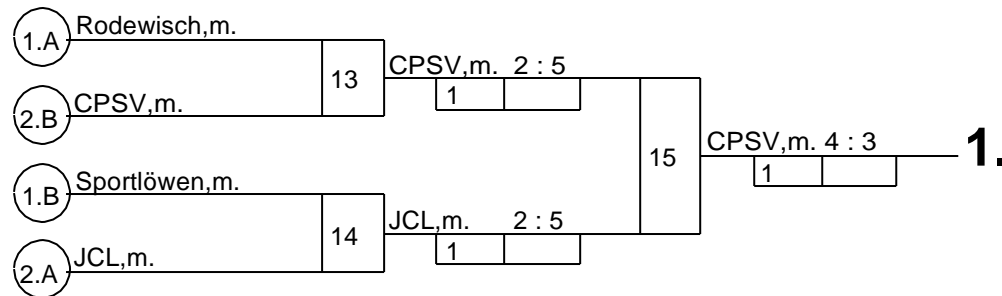 1.A Rodewisch,m.
13
CPSV,m. 2 : 5
1
2.B CPSV,m.
15
CPSV,m. 4 : 3
1
1.
1.B Sportlöwen,m.
14
JCL,m. 2 : 5
1
2.A JCL,m.